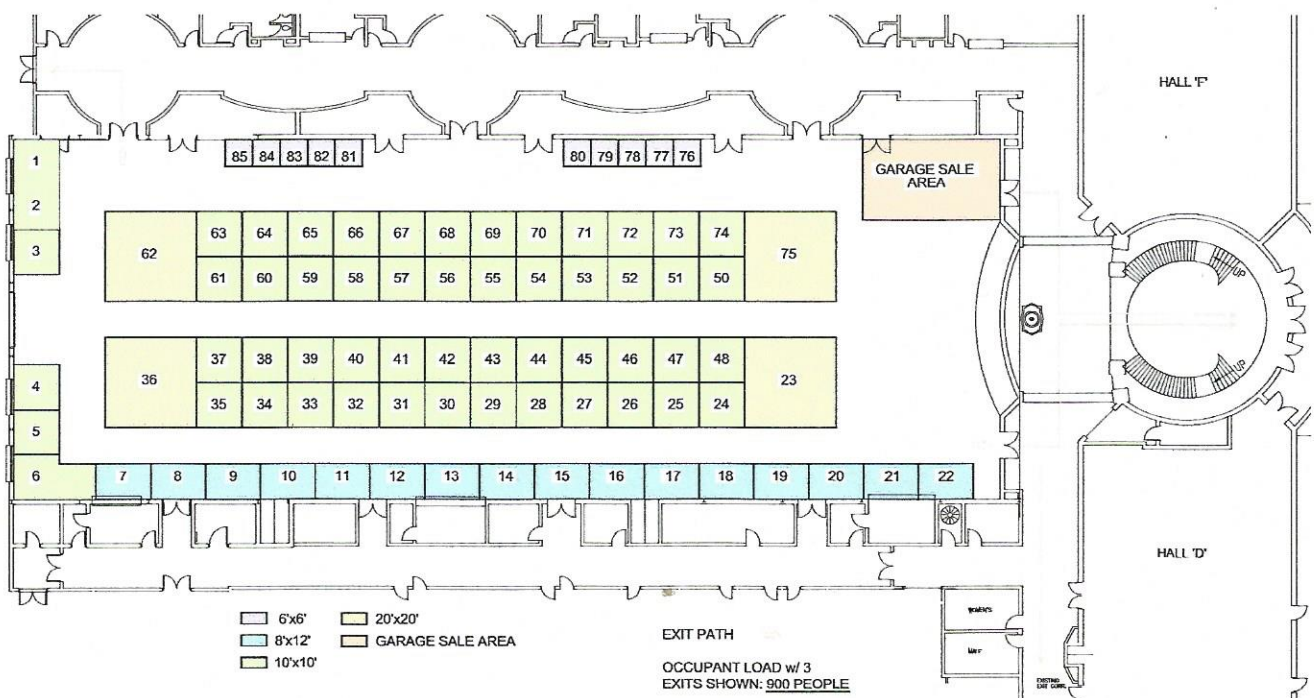 HALL 'F'
1
85 84 83 82 81
80 79 78 77 76
GARAGE SALE
AREA
2
3
62
63 64 65 66 67 68 69 70 71 72 73 74
75
61 60 59 58 57 56 55 54 53 52 51 50
UP
36
37 38 39 40 41 42 43 44 45 46 47 48
23
35 34 33 32 31 30 29 28 27 26 25 24
UP
4
5
6 7 8 9 10 11 12 13 14 15 16 17 18 19 20 21 22
HALL 'D'
6'x6'
20'x20'
8'x12'
GARAGE SALE AREA
10'x10'
EXIT PATH
OCCUPANT LOAD w/ 3
EXITS SHOWN: 900 PEOPLE
WOMEN'S
EXISTING